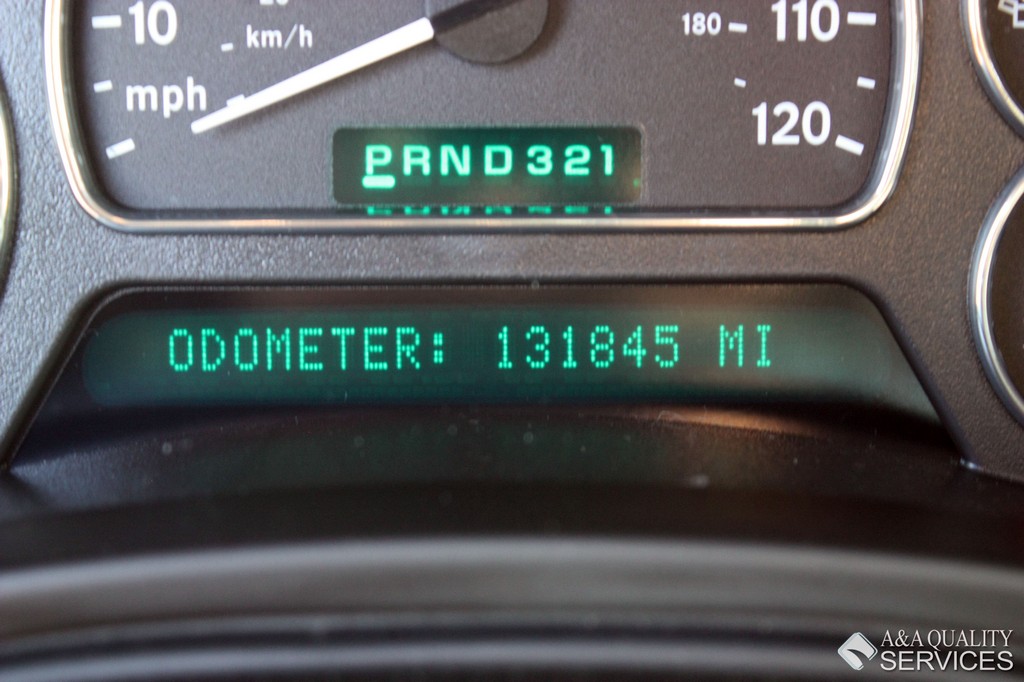 10 km/h 180 110
mph 120
PRND321
ODOMETER: 131845 MI
A&A QUALITY
SERVICES